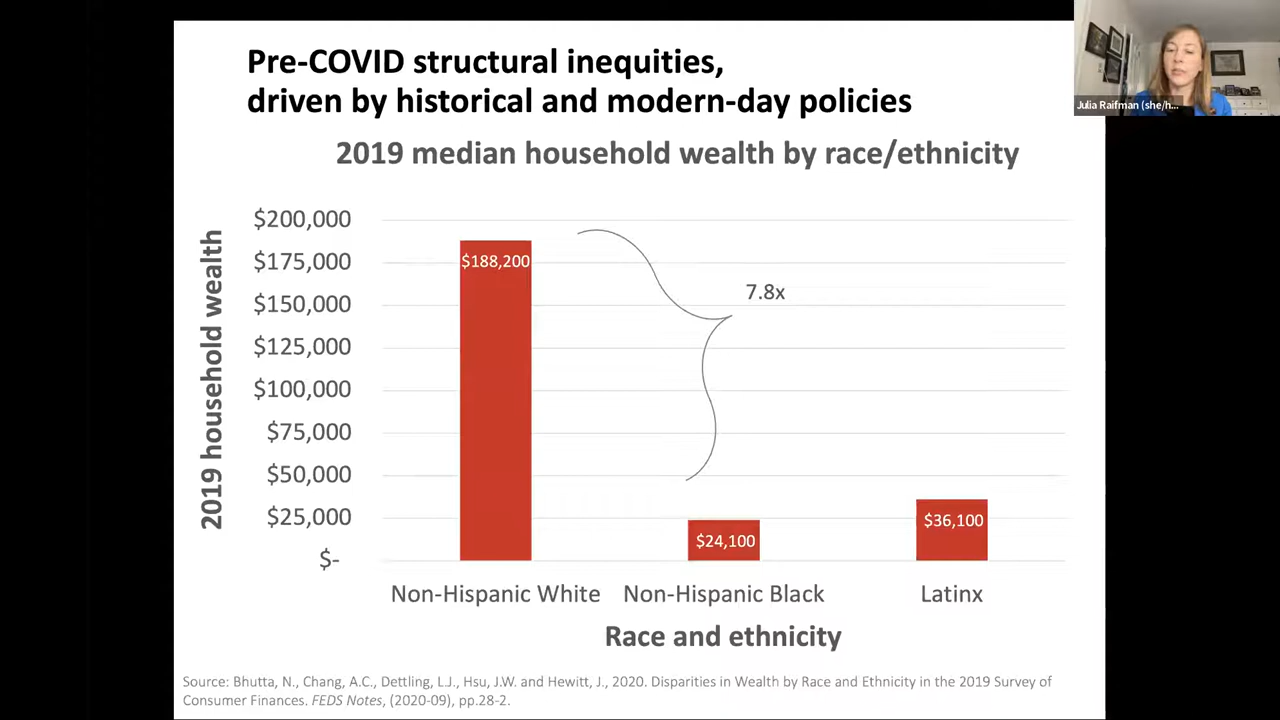 Pre-COVID structural inequities,
driven by historical and modern-day policies
Julia Raifman (she/h...
2019 median household wealth by race/ethnicity
2019 household wealth
$200,000
$175,000
$150,000
$125,000
$100,000
$75,000
$50,000
$25,000
$-
$188,200
7.8x
$24,100
$36,100
Non-Hispanic White
Non-Hispanic Black
Latinx
Race and ethnicity
Source: Bhutta, N., Chang, A.C., Dettling, L.J., Hsu, J.W. and Hewitt, J., 2020. Disparities in Wealth by Race and Ethnicity in the 2019 Survey of
Consumer Finances. FEDS Notes, (2020-09), pp.28-2.